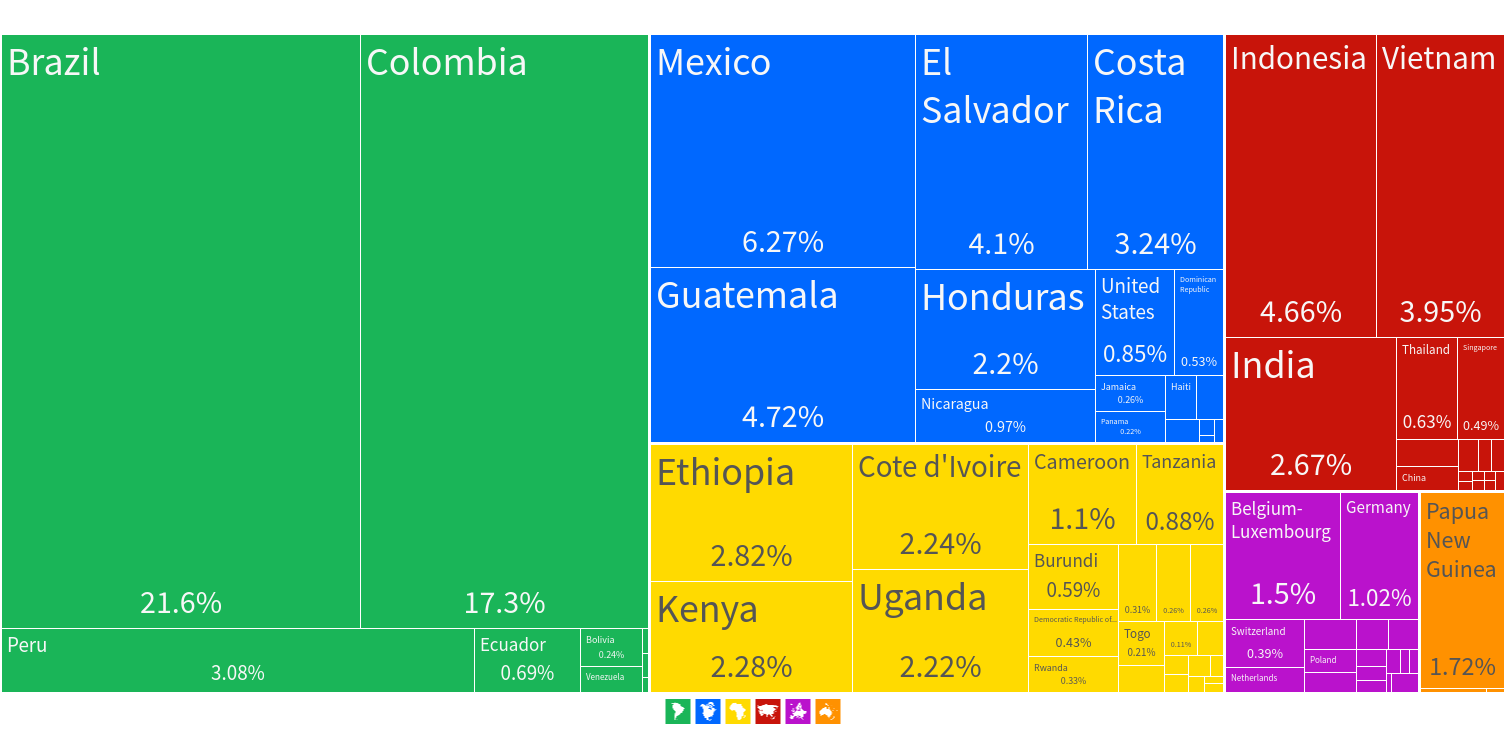 Brazil
21.6%
Colombia
17.3%
Peru
3.08%
Ecuador
0.69%
Bolivia
0.24%
Venezuela
Mexico
6.27%
El
Salvador
4.1%
Costa
Rica
3.24%
Guatemala
4.72%
Honduras
2.2%
Nicaragua
0.97%
United
States
0.85%
Dominican
Republic
0.53%
Jamaica
0.26%
Panama
0.22%
Haiti
Ethiopia
2.82%
Kenya
2.28%
Cote d'Ivoire
2.24%
Uganda
2.22%
Cameroon
1.1%
Tanzania
0.88%
Burundi
0.59%
Democratic Republic of...
0.43%
Rwanda
0.33%
0.31%
0.26%
0.26%
Togo
0.21%
0.11%
Indonesia
4.66%
Vietnam
3.95%
India
2.67%
Thailand
0.63%
Singapore
0.49%
China
Belgium-
Luxembourg
1.5%
Germany
1.02%
Switzerland
0.39%
Netherlands
Poland
Papua
New
Guinea
1.72%